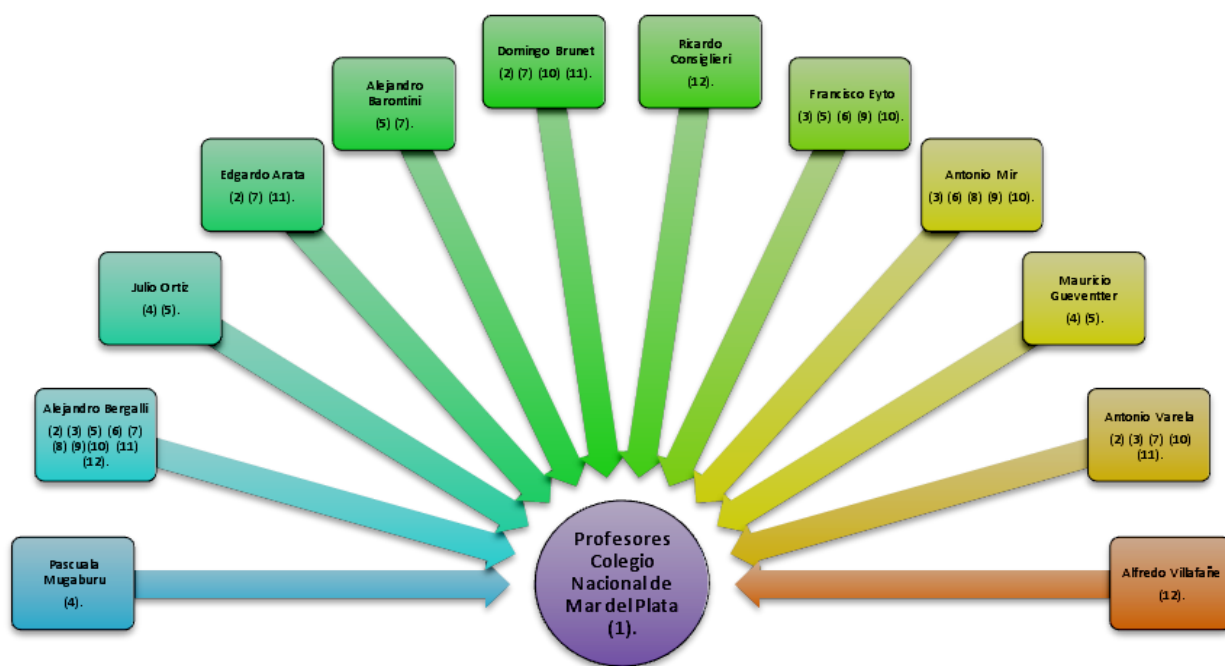 Pascuala
Mugaburu
(4).
Alejandro Bergalli
(2) (3) (5) (6) (7)
(8) (9)(10) (11)
(12).
Julio Ortiz
(4) (5).
Edgardo Arata
(2) (7) (11).
Alejandro
Barontini
(5) (7).
Domingo Brunet
(2) (7) (10) (11).
Ricardo
Consiglieri
(12).
Francisco Eyto
(3) (5) (6) (9) (10).
Antonio Mir
(3) (6) (8) (9) (10).
Mauricio
Gueventter
(4) (5).
Antonio Varela
(2) (3) (7) (10)
(11).
Alfredo Villafañe
(12).
Profesores
Colegio
Nacional de
Mar del Plata
(1).